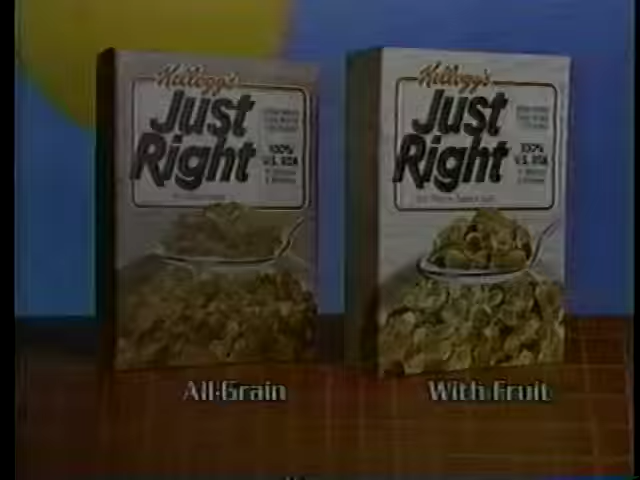 Kellogg's
Just
Right
100%
U.S. RDA
Kellogg's
Just
Right
100%
U.S. RDA
All-Grain
With Fruit